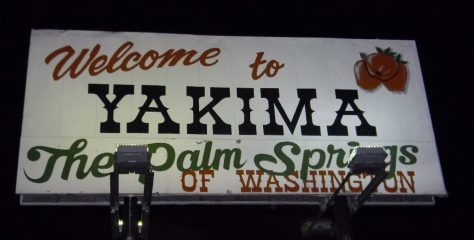 Welcome to
YAKIMA
The Palm Springs
OF WASHINGTON